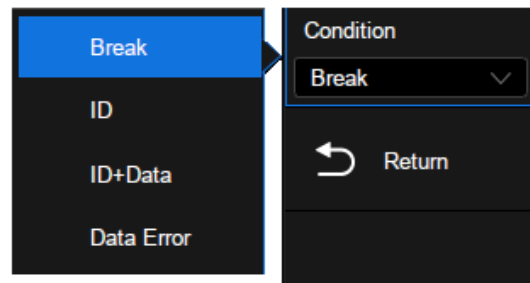 Break
ID
ID+Data
Data Error
Condition
Break
Return